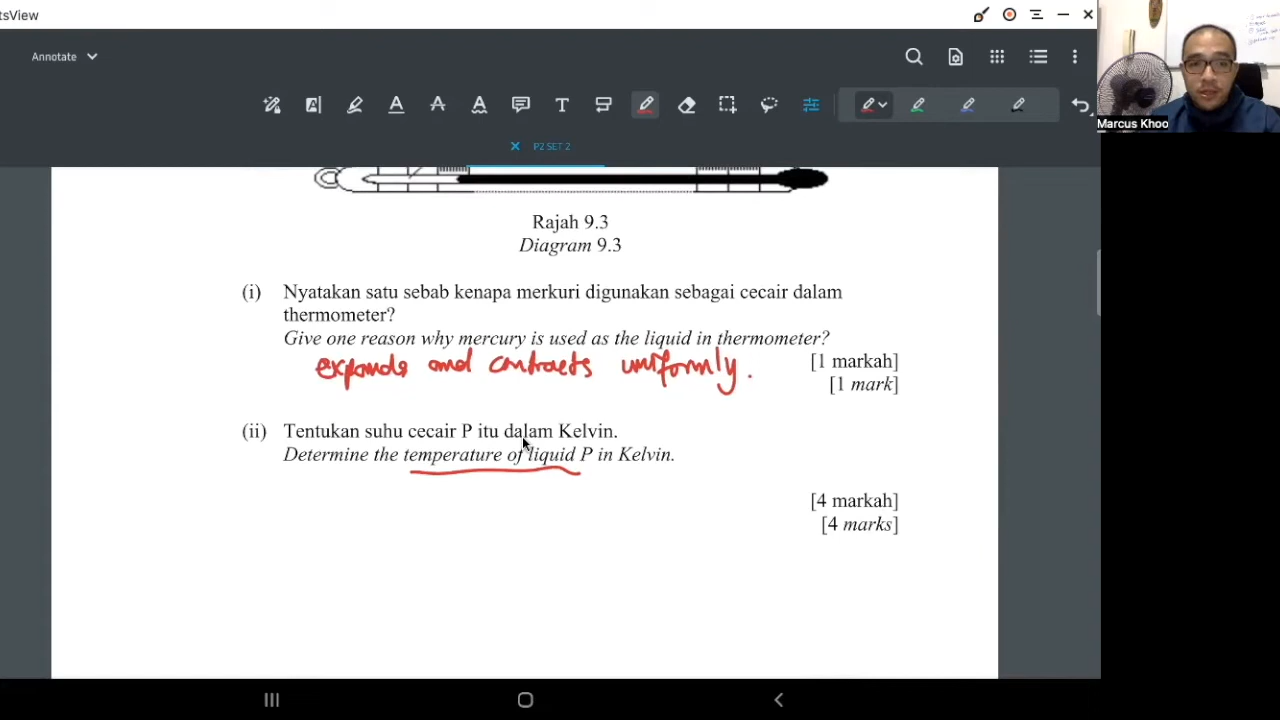 tsView
Annotate
Marcus Khoo
P2 SET 2
Rajah 9.3
Diagram 9.3
(i) Nyatakan satu sebab kenapa merkuri digunakan sebagai cecair dalam
thermometer?
Give one reason why mercury is used as the liquid in thermometer?
expands and contracts uniformly.
[1 markah]
[1 mark]
(ii) Tentukan suhu cecair P itu dalam Kelvin.
Determine the temperature of liquid P in Kelvin.
[4 markah]
[4 marks]